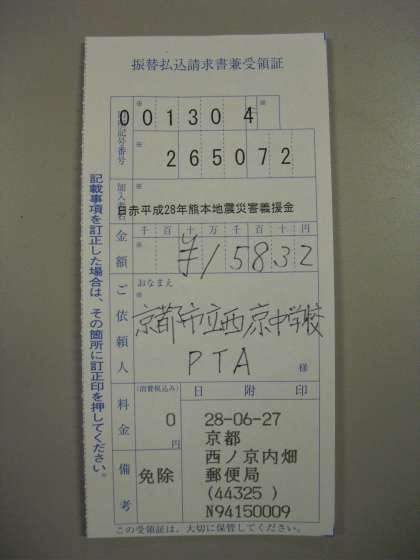 振替払込請求書兼受領証
001304
記号番号
265072
加入者名
日赤平成28年熊本地震災害義援金
金額
千百十万千百十円
¥15832
ご依頼人
おなまえ
京都市立西京中学校
PTA
様
料金
(消費税込み)
0
円
備考
免除
日附印
28-06-27
京都
西ノ京内畑
郵便局
(44325)
N94150009
この受領証は、大切に保管してください。
記載事項を訂正した場合は、その箇所に訂正印を押してください。